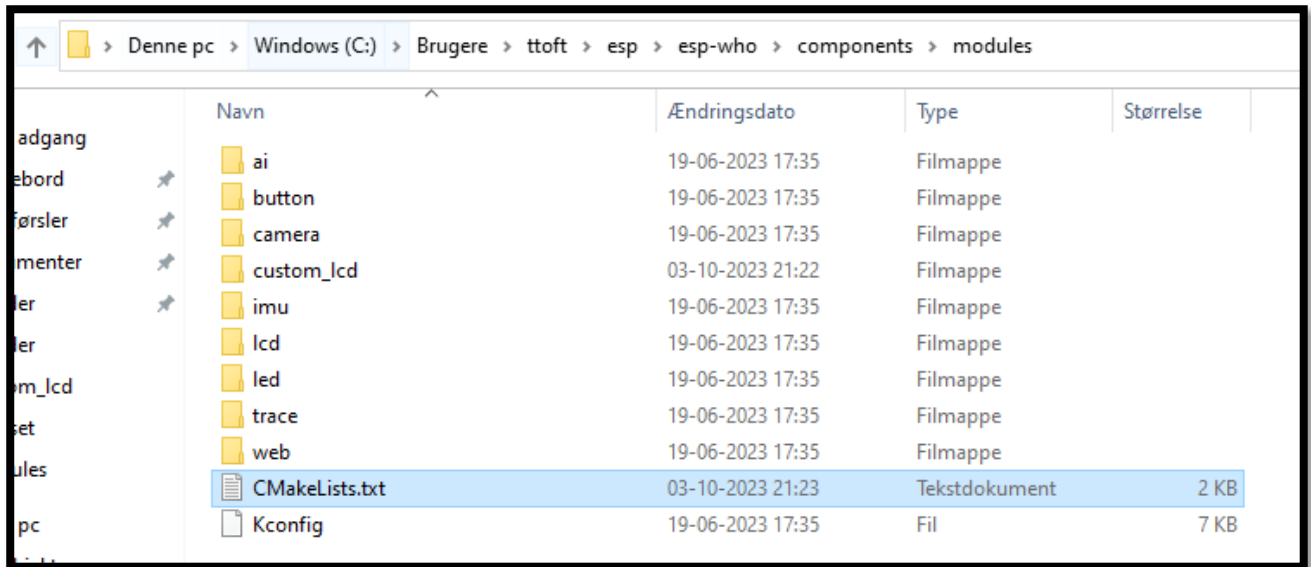 Denne pc > Windows (C:) > Brugere > ttoft > esp > esp-who > components > modules
Navn Ændringsdato Type Størrelse
adgang
ebord
førsler
menter
ler
ler
om_lcd
set
ules
pc
ai 19-06-2023 17:35 Filmappe
button 19-06-2023 17:35 Filmappe
camera 19-06-2023 17:35 Filmappe
custom_lcd 03-10-2023 21:22 Filmappe
imu 19-06-2023 17:35 Filmappe
lcd 19-06-2023 17:35 Filmappe
led 19-06-2023 17:35 Filmappe
trace 19-06-2023 17:35 Filmappe
web 19-06-2023 17:35 Filmappe
CMakeLists.txt 03-10-2023 21:23 Tekstdokument 2 KB
Kconfig 19-06-2023 17:35 Fil 7 KB